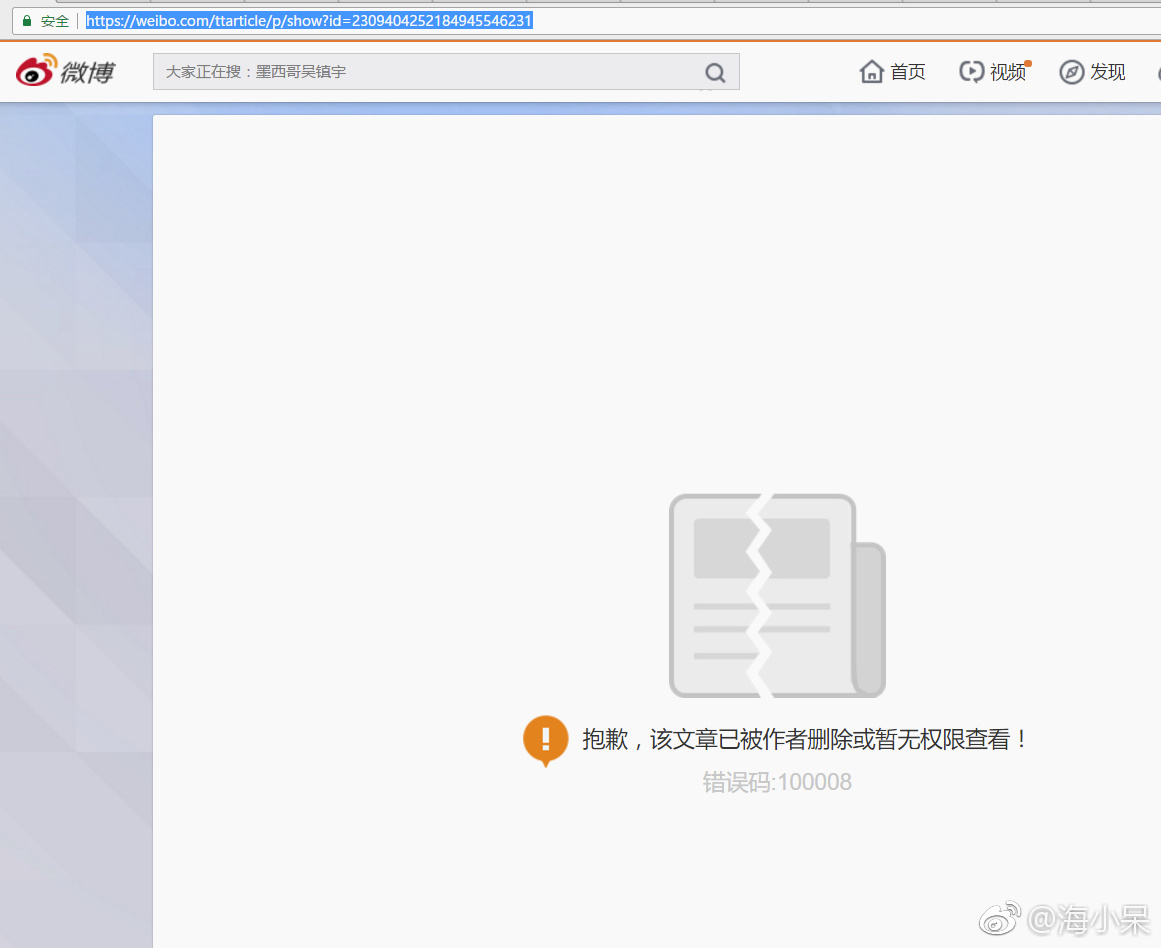 安全 https://weibo.com/ttarticle/p/show?id=2309404252184945546231
微博 大家正在搜：墨西哥吴镇宇 首页 视频 发现
抱歉，该文章已被作者删除或暂无权限查看！
错误码:100008
@海小呆